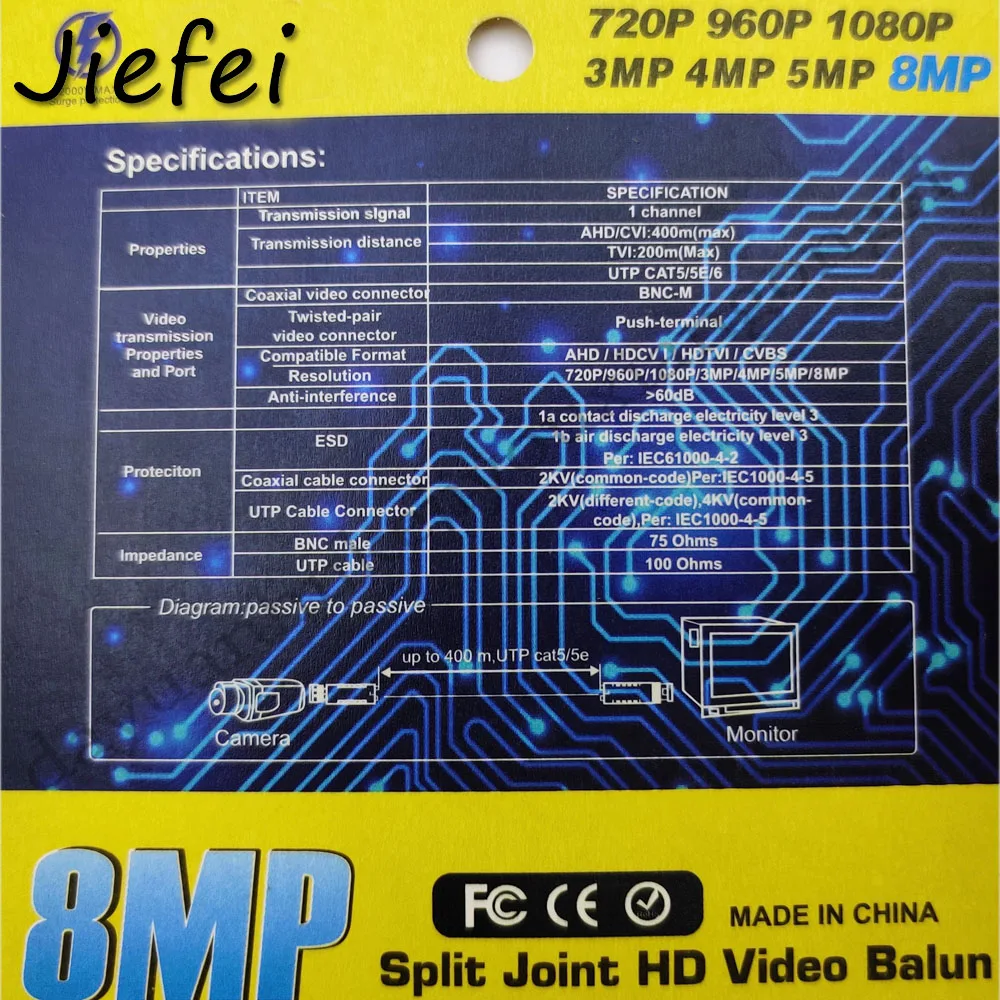 Jiefei
720P 960P 1080P
3MP 4MP 5MP 8MP
Surge protection
Specifications:
ITEM SPECIFICATION
Transmission sIgnal 1 channel
Properties Transmission distance AHD/CVI:400m(max)
TVI:200m(Max)
UTP CAT5/5E/6
Coaxial video connector BNC-M
Video transmission Properties and Port
Twisted-pair video connector Push-terminal
Compatible Format AHD / HDCV I / HDTVI / CVBS
Resolution 720P/960P/1080P/3MP/4MP/5MP/8MP
Anti-interference >60dB
Proteciton
ESD 1a contact discharge electricity level 3
1b air discharge electricity level 3
Per: IEC61000-4-2
Coaxial cable connector 2KV(common-code)Per:IEC1000-4-5
UTP Cable Connector 2KV(different-code),4KV(common-
code),Per: IEC1000-4-5
Impedance BNC male 75 Ohms
UTP cable 100 Ohms
Diagram:passive to passive
up to 400 m,UTP cat5/5e
Camera
Monitor
8MP
FC CE RoHS
MADE IN CHINA
Split Joint HD Video Balun